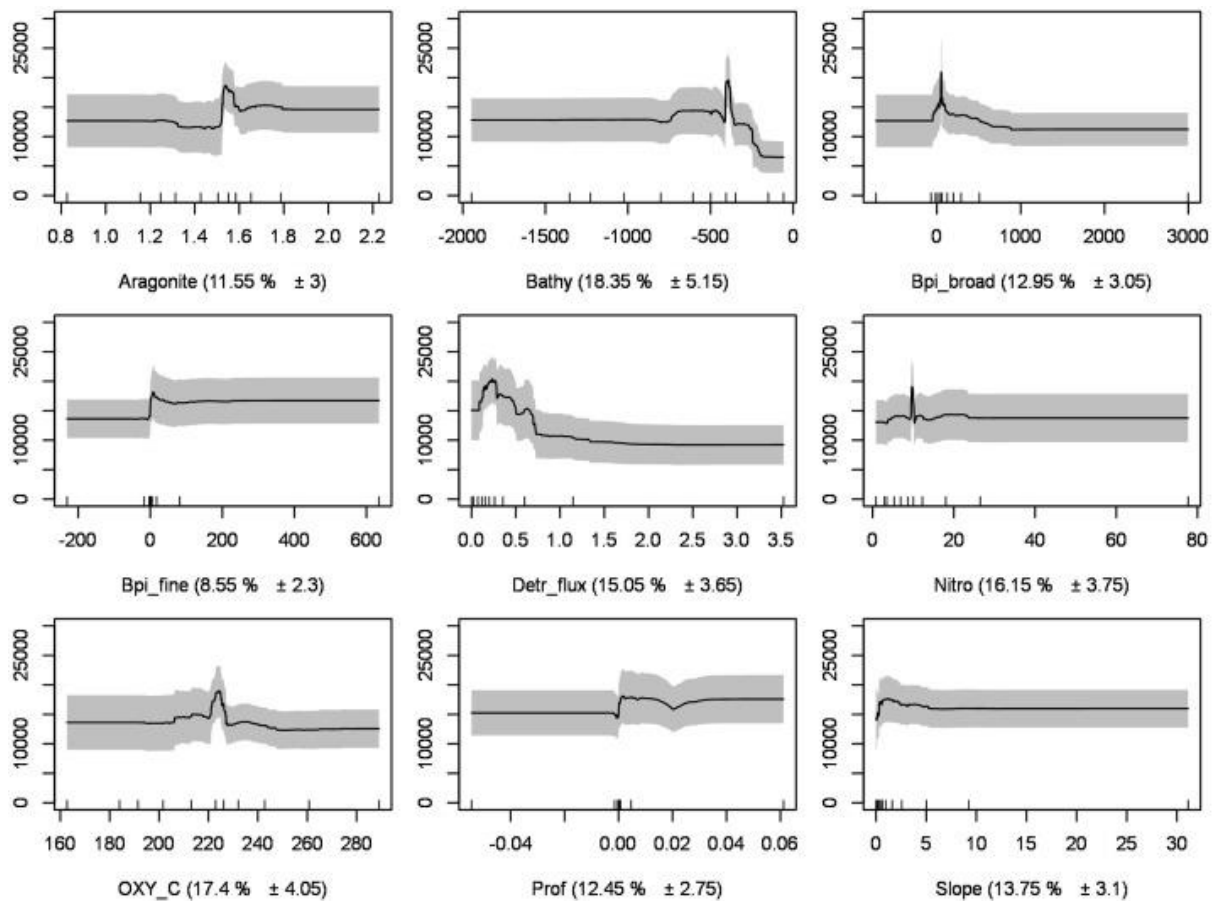 0 10000 25000
0.8 1.0 1.2 1.4 1.6 1.8 2.0 2.2
Aragonite (11.55 % ± 3)
0 10000 25000
-2000 -1500 -1000 -500 0
Bathy (18.35 % ± 5.15)
0 10000 25000
0 1000 2000 3000
Bpi_broad (12.95 % ± 3.05)
0 10000 25000
-200 0 200 400 600
Bpi_fine (8.55 % ± 2.3)
0 10000 25000
0.0 0.5 1.0 1.5 2.0 2.5 3.0 3.5
Detr_flux (15.05 % ± 3.65)
0 10000 25000
0 20 40 60 80
Nitro (16.15 % ± 3.75)
0 10000 25000
160 180 200 220 240 260 280
OXY_C (17.4 % ± 4.05)
0 10000 25000
-0.04 0.00 0.02 0.04 0.06
Prof (12.45 % ± 2.75)
0 10000 25000
0 5 10 15 20 25 30
Slope (13.75 % ± 3.1)